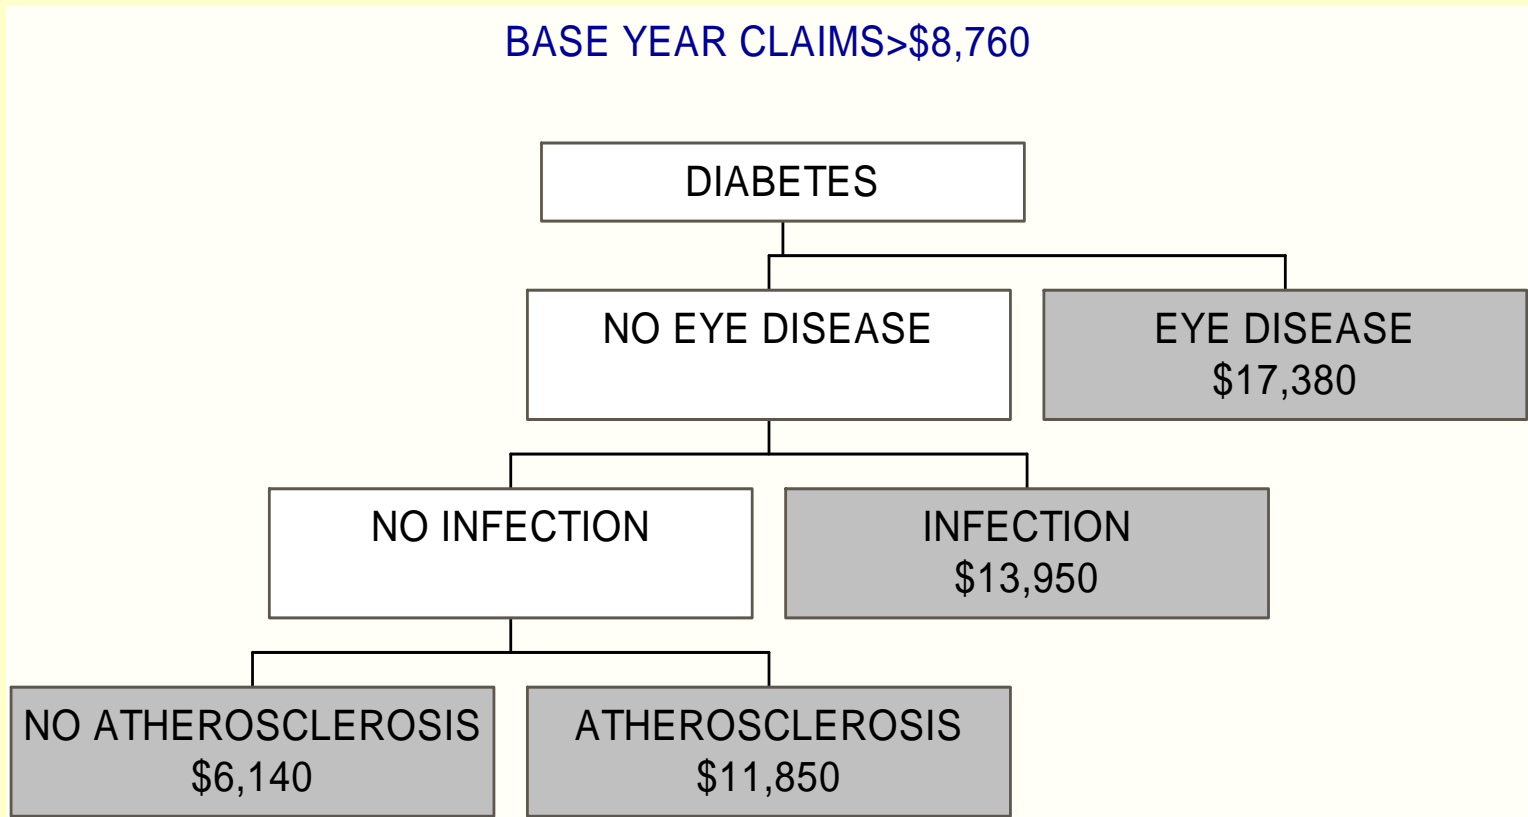 BASE YEAR CLAIMS>$8,760
DIABETES
NO EYE DISEASE
EYE DISEASE
$17,380
NO INFECTION
INFECTION
$13,950
NO ATHEROSCLEROSIS
$6,140
ATHEROSCLEROSIS
$11,850